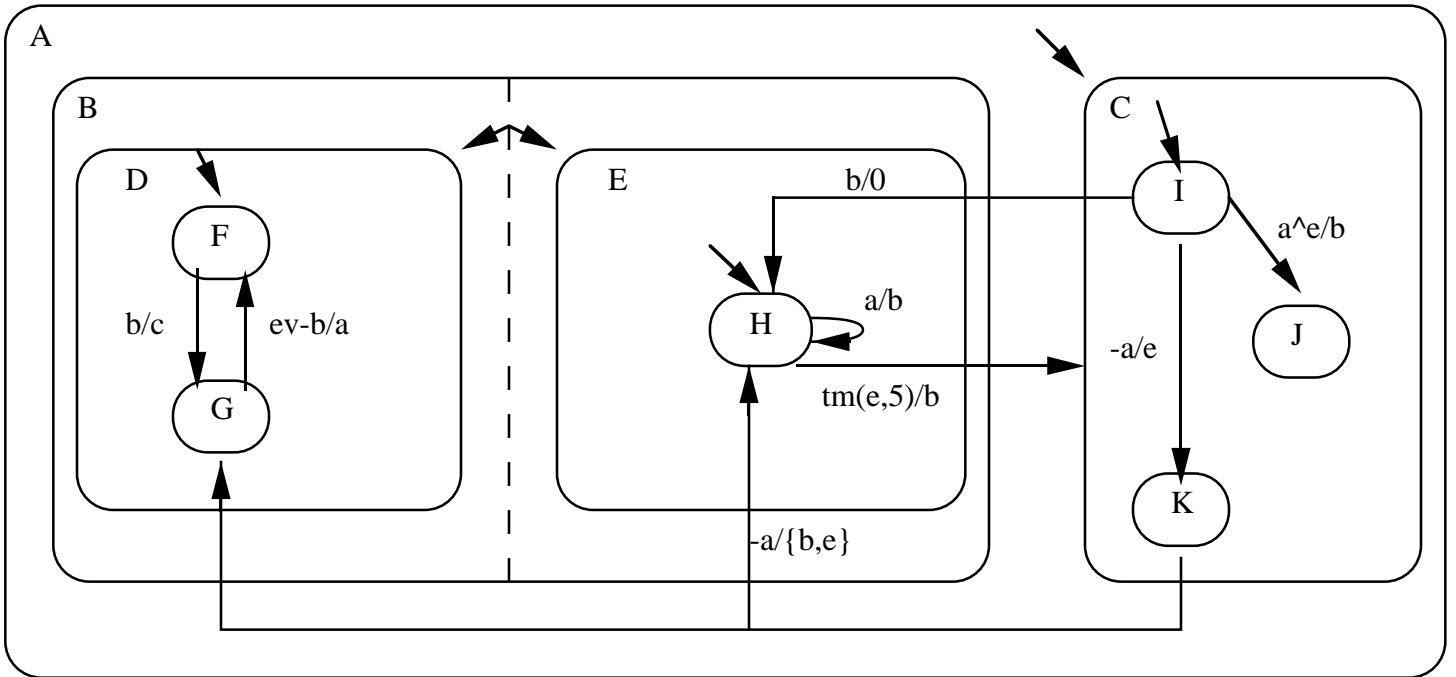 A
B
C
D
E
b/0
I
F
a^e/b
a/b
H
b/c
ev-b/a
J
-a/e
tm(e,5)/b
G
K
-a/{b,e}